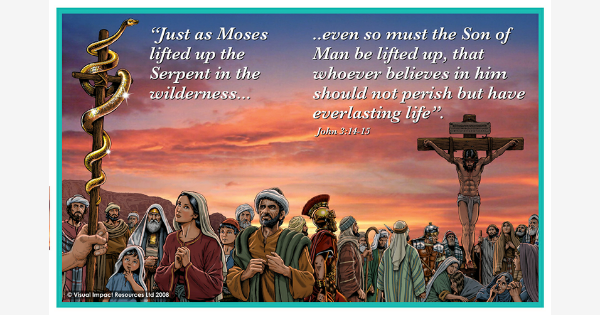 "Just as Moses
lifted up the
Serpent in the
wilderness...
..even so must the Son of
Man be lifted up, that
whoever believes in him
should not perish but have
everlasting life".
John 3:14-15
© Visual Impact Resources Ltd 2008